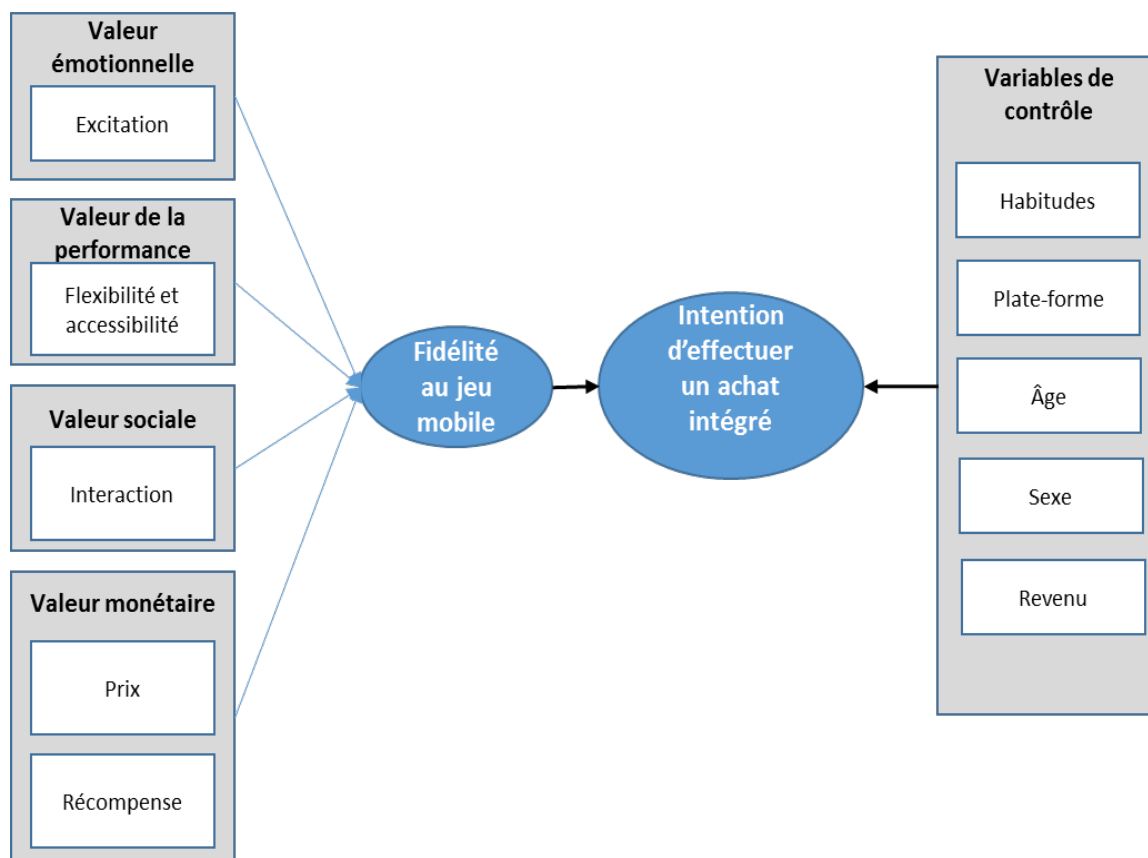 Valeur
émotionnelle
Excitation
Valeur de la
performance
Flexibilité et
accessibilité
Valeur sociale
Interaction
Valeur monétaire
Prix
Récompense
Fidélité
au jeu
mobile
Intention
d’effectuer
un achat
intégré
Variables de
contrôle
Habitudes
Plate-forme
Âge
Sexe
Revenu